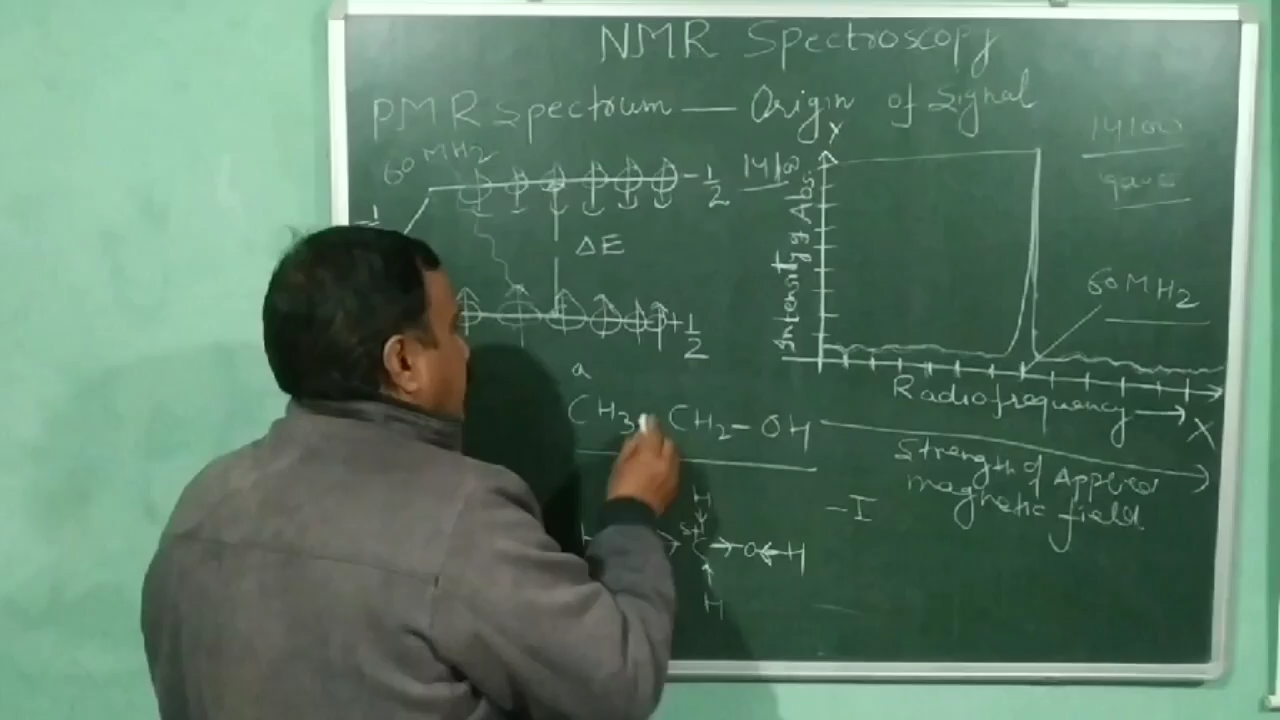 NMR Spectroscopy
PMR Spectrum — Origin of Signal
60 MHz
-1/2
14100
ΔE
+1/2
a
CH3-CH2-OH
H
S+
C → O ← H
H
-I
Y
Intensity of Abs.
60 MHz
Radiofrequency → X
Strength of Applied
magnetic field
14100
gauss